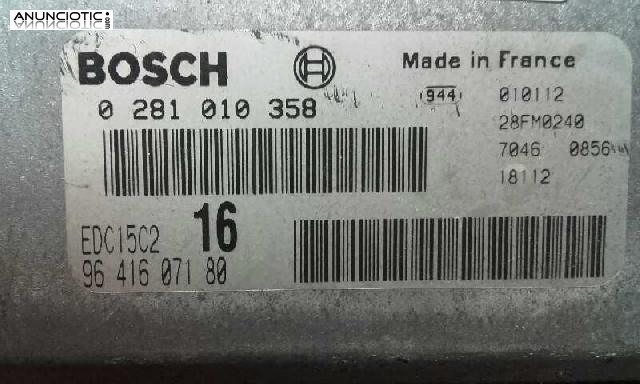 ANUNCIOTIC.com
BOSCH
Made in France
0 281 010 358
944
010112
28FM0240
7046 0856
18112
EDC15C2 16
96 416 071 80